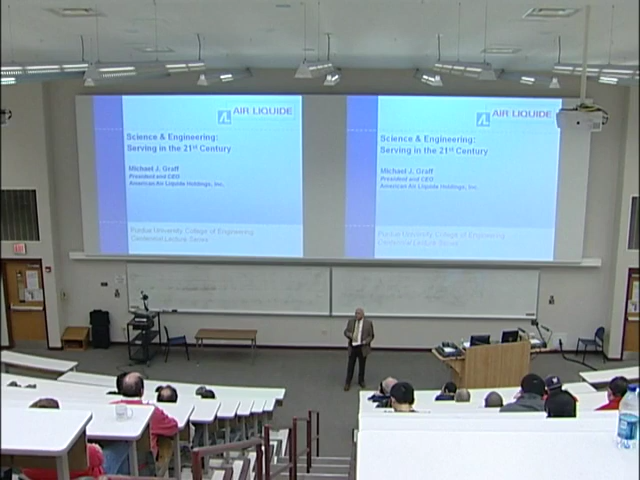 AIR LIQUIDE
Science & Engineering:
Serving in the 21st Century
Michael J. Graff
President and CEO
American Air Liquide Holdings, Inc.
Purdue University College of Engineering
Centennial Lecture Series
AIR LIQUIDE
Science & Engineering:
Serving in the 21st Century
Michael J. Graff
President and CEO
American Air Liquide Holdings, Inc.
Purdue University College of Engineering
Centennial Lecture Series